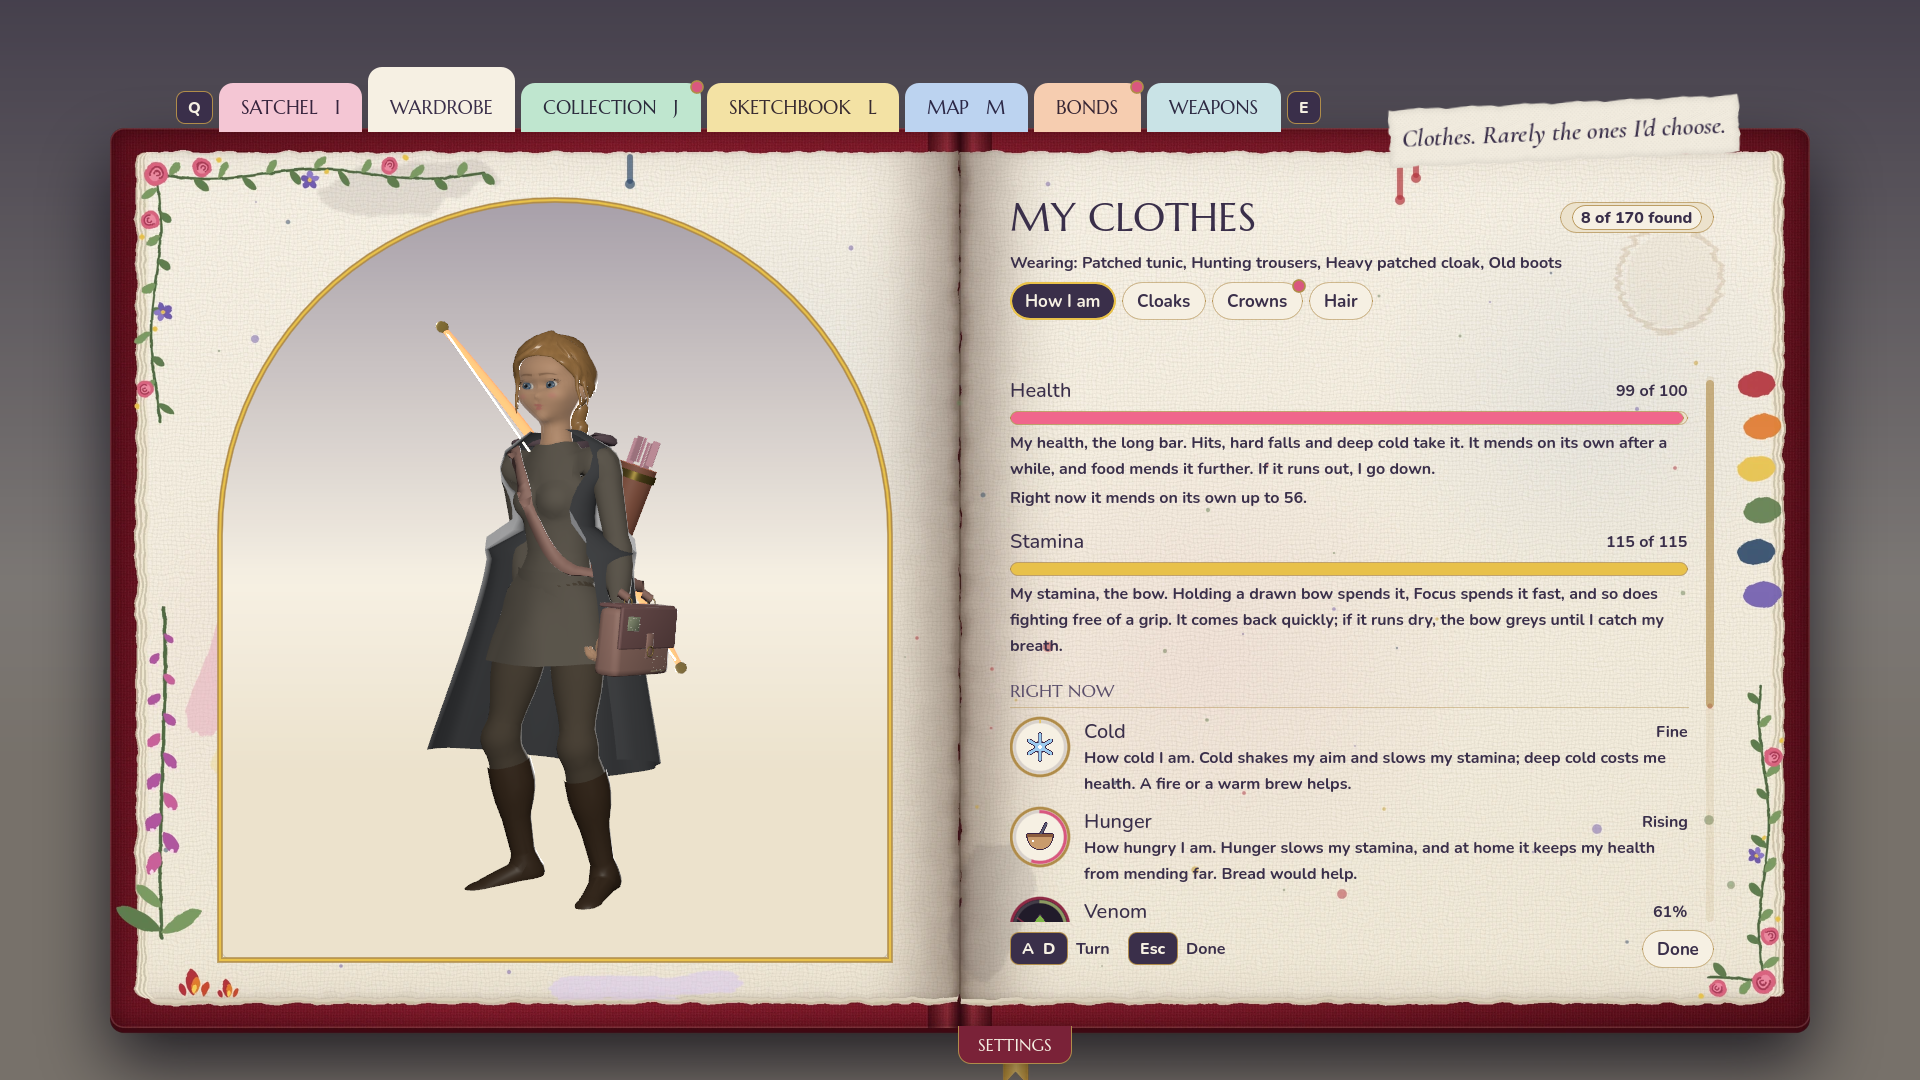 Q
SATCHEL I
WARDROBE
COLLECTION J
SKETCHBOOK L
MAP M
BONDS
WEAPONS
E
Clothes. Rarely the ones I'd choose.
MY CLOTHES
8 of 170 found
Wearing: Patched tunic, Hunting trousers, Heavy patched cloak, Old boots
How I am
Cloaks
Crowns
Hair
Health
99 of 100
My health, the long bar. Hits, hard falls and deep cold take it. It mends on its own after a
while, and food mends it further. If it runs out, I go down.
Right now it mends on its own up to 56.
Stamina
115 of 115
My stamina, the bow. Holding a drawn bow spends it, Focus spends it fast, and so does
fighting free of a grip. It comes back quickly; if it runs dry, the bow greys until I catch my
breath.
RIGHT NOW
Cold
Fine
How cold I am. Cold shakes my aim and slows my stamina; deep cold costs me
health. A fire or a warm brew helps.
Hunger
Rising
How hungry I am. Hunger slows my stamina, and at home it keeps my health
from mending far. Bread would help.
Venom
61%
A D Turn
Esc Done
Done
SETTINGS